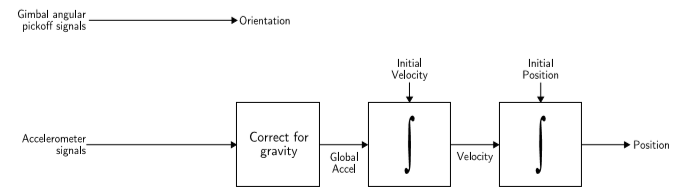 Gimbal angular
pickoff signals
Orientation
Initial
Velocity
Initial
Position
Accelerometer
signals
Correct for
gravity
Global
Accel
∫
Velocity
∫
Position